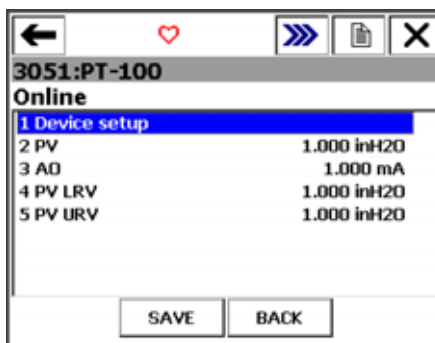 3051:PT-100
Online
1 Device setup
2 PV 1.000 inH2O
3 AO 1.000 mA
4 PV LRV 1.000 inH2O
5 PV URV 1.000 inH2O
SAVE BACK